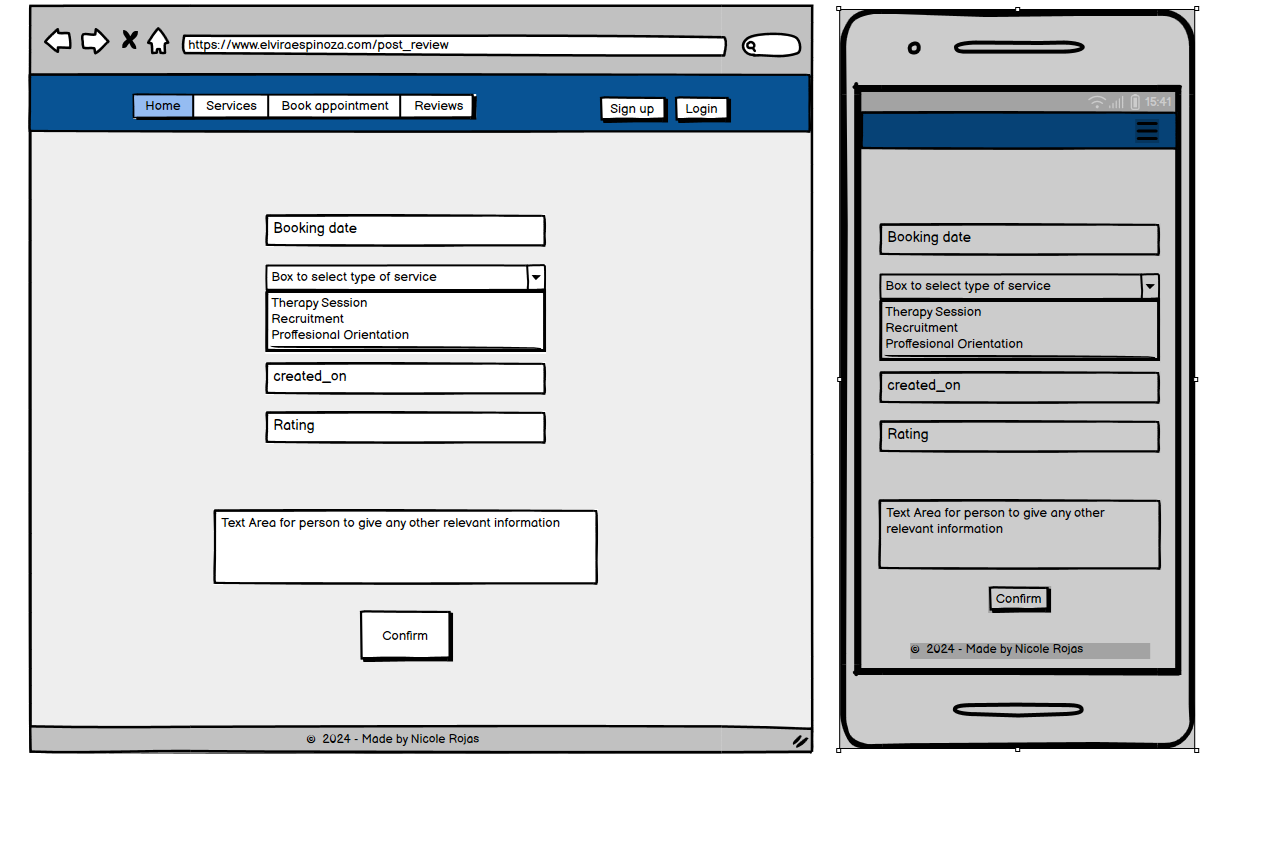 https://www.elviraespinoza.com/post_review
Home Services Book appointment Reviews Sign up Login
Booking date
Box to select type of service
Therapy Session
Recruitment
Proffesional Orientation
created_on
Rating
Text Area for person to give any other relevant information
Confirm
© 2024 - Made by Nicole Rojas
15:41
Booking date
Box to select type of service
Therapy Session
Recruitment
Proffesional Orientation
created_on
Rating
Text Area for person to give any other
relevant information
Confirm
© 2024 - Made by Nicole Rojas